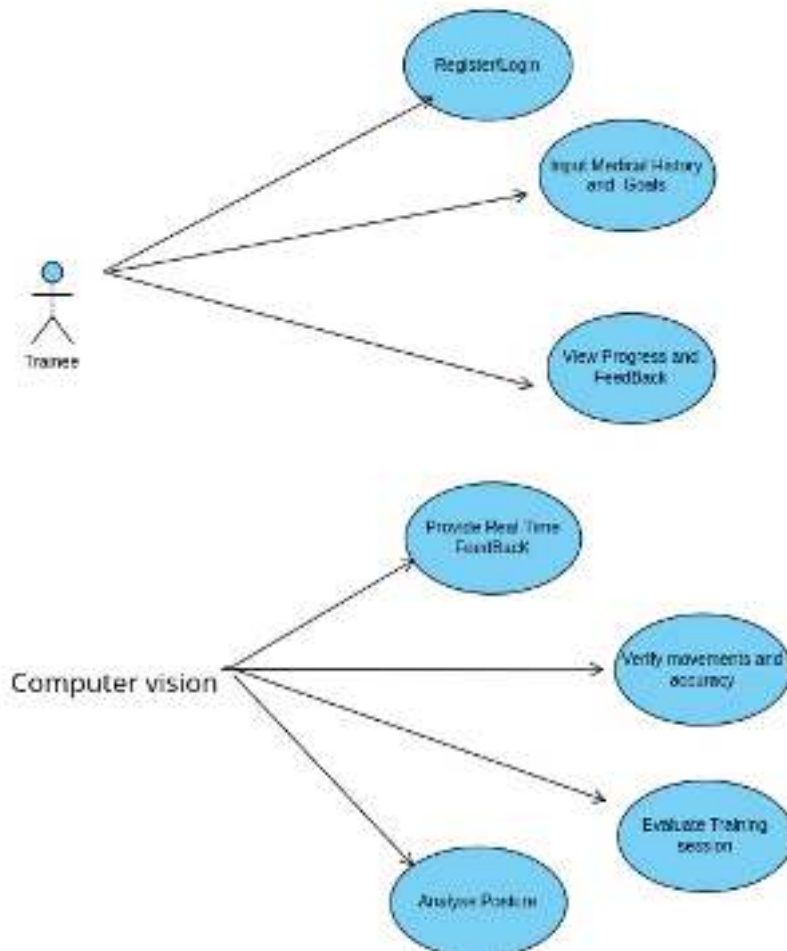 Register/Login
Input Medical History
and Goals
Trainee
View Progress and
FeedBack
Provide Real Time
FeedBack
Computer vision
Verify movements and
accuracy
Evaluate Training
session
Analyse Posture